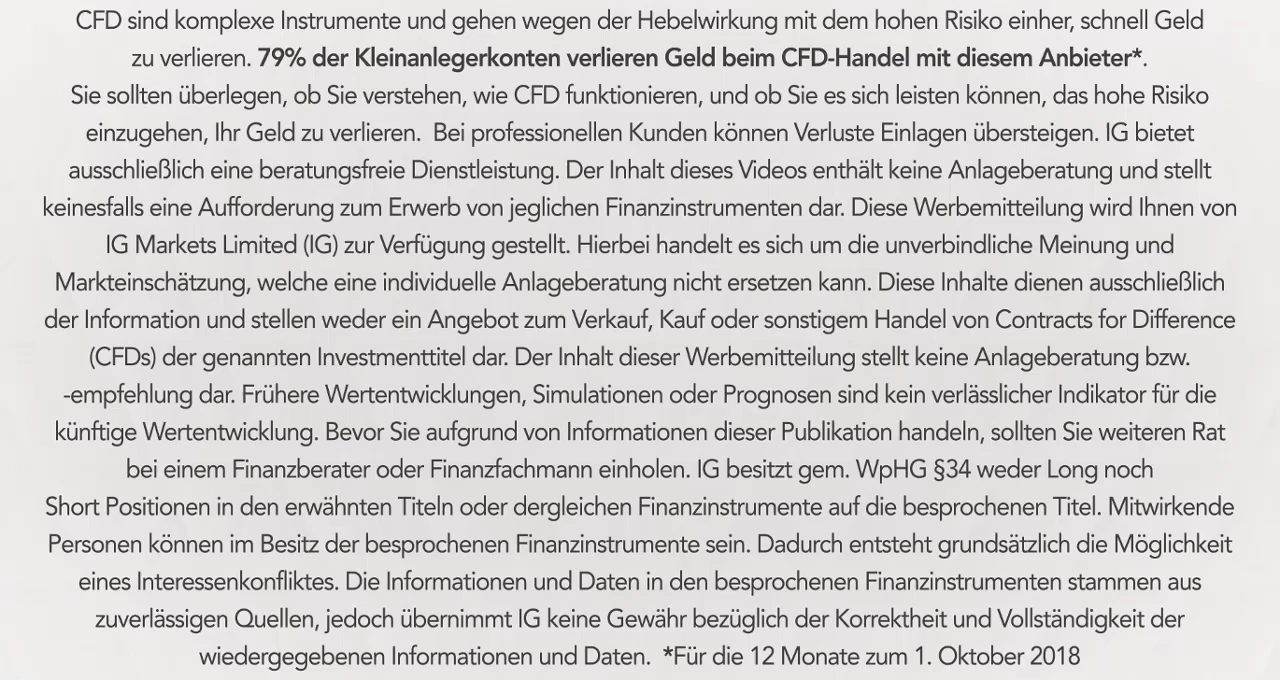 CFD sind komplexe Instrumente und gehen wegen der Hebelwirkung mit dem hohen Risiko einher, schnell Geld
zu verlieren. 79% der Kleinanlegerkonten verlieren Geld beim CFD-Handel mit diesem Anbieter*.
Sie sollten überlegen, ob Sie verstehen, wie CFD funktionieren, und ob Sie es sich leisten können, das hohe Risiko
einzugehen, Ihr Geld zu verlieren. Bei professionellen Kunden können Verluste Einlagen übersteigen. IG bietet
ausschließlich eine beratungsfreie Dienstleistung. Der Inhalt dieses Videos enthält keine Anlageberatung und stellt
keinesfalls eine Aufforderung zum Erwerb von jeglichen Finanzinstrumenten dar. Diese Werbemitteilung wird Ihnen von
IG Markets Limited (IG) zur Verfügung gestellt. Hierbei handelt es sich um die unverbindliche Meinung und
Markteinschätzung, welche eine individuelle Anlageberatung nicht ersetzen kann. Diese Inhalte dienen ausschließlich
der Information und stellen weder ein Angebot zum Verkauf, Kauf oder sonstigem Handel von Contracts for Difference
(CFDs) der genannten Investmenttitel dar. Der Inhalt dieser Werbemitteilung stellt keine Anlageberatung bzw.
-empfehlung dar. Frühere Wertentwicklungen, Simulationen oder Prognosen sind kein verlässlicher Indikator für die
künftige Wertentwicklung. Bevor Sie aufgrund von Informationen dieser Publikation handeln, sollten Sie weiteren Rat
bei einem Finanzberater oder Finanzfachmann einholen. IG besitzt gem. WpHG §34 weder Long noch
Short Positionen in den erwähnten Titeln oder dergleichen Finanzinstrumente auf die besprochenen Titel. Mitwirkende
Personen können im Besitz der besprochenen Finanzinstrumente sein. Dadurch entsteht grundsätzlich die Möglichkeit
eines Interessenkonfliktes. Die Informationen und Daten in den besprochenen Finanzinstrumenten stammen aus
zuverlässigen Quellen, jedoch übernimmt IG keine Gewähr bezüglich der Korrektheit und Vollständigkeit der
wiedergegebenen Informationen und Daten. *Für die 12 Monate zum 1. Oktober 2018